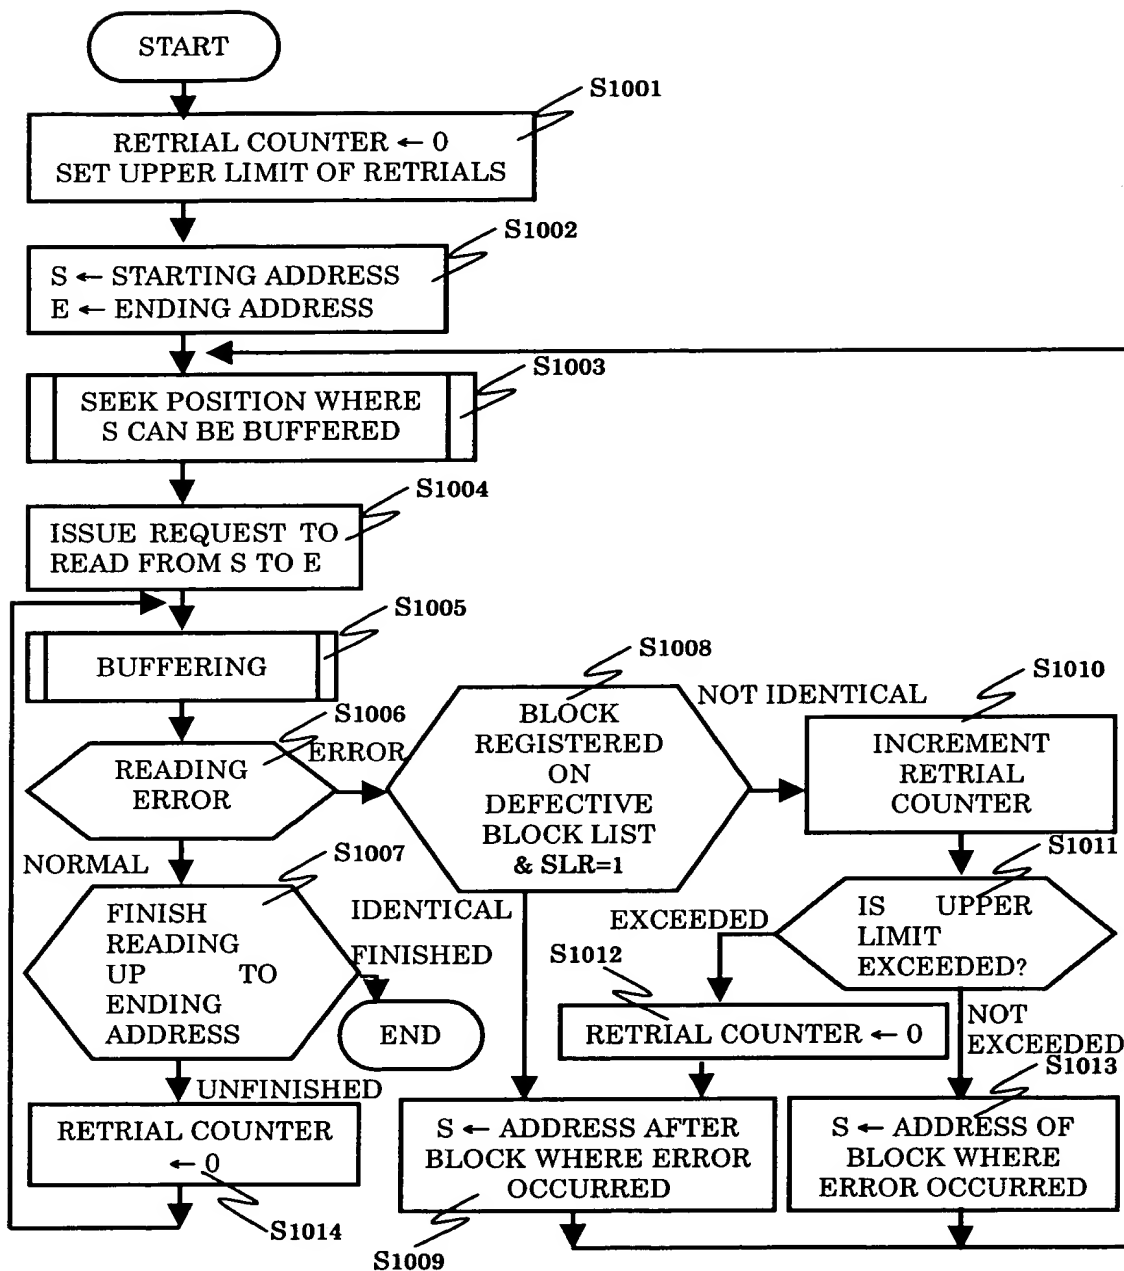 START
S1001
RETRIAL COUNTER ← 0
SET UPPER LIMIT OF RETRIALS
S1002
S ← STARTING ADDRESS
E ← ENDING ADDRESS
S1003
SEEK POSITION WHERE
S CAN BE BUFFERED
S1004
ISSUE REQUEST TO
READ FROM S TO E
S1005
BUFFERING
S1006
READING
ERROR
ERROR
NORMAL
S1007
FINISH
READING
UP TO
ENDING
ADDRESS
FINISHED
END
UNFINISHED
RETRIAL COUNTER
← 0
S1014
S1008
BLOCK
REGISTERED
ON
DEFECTIVE
BLOCK LIST
& SLR=1
IDENTICAL
NOT IDENTICAL
S1010
INCREMENT
RETRIAL
COUNTER
S1011
IS UPPER
LIMIT
EXCEEDED?
EXCEEDED
S1012
RETRIAL COUNTER ← 0
NOT
EXCEEDED
S1013
S ← ADDRESS AFTER
BLOCK WHERE ERROR
OCCURRED
S1009
S ← ADDRESS OF
BLOCK WHERE
ERROR OCCURRED